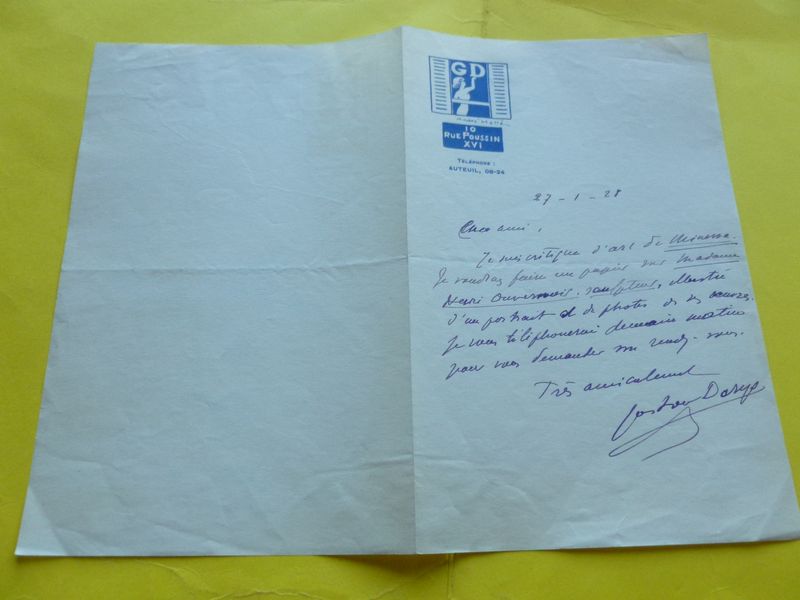 GD
10
RUE POUSSIN
XVI
TÉLÉPHONE :
AUTEUIL, 08-24
27 - 1 - 28
Cher ami,
Je suis critique d'art de Minerva.
Je voudrais faire un papier sur Madame
Henri Duvernois, sculpteur, illustré
d'un portrait et de photos de ses œuvres.
Je vous téléphonerai demain matin
pour vous demander un rendez-vous.
Très amicalement
Gaston Derys